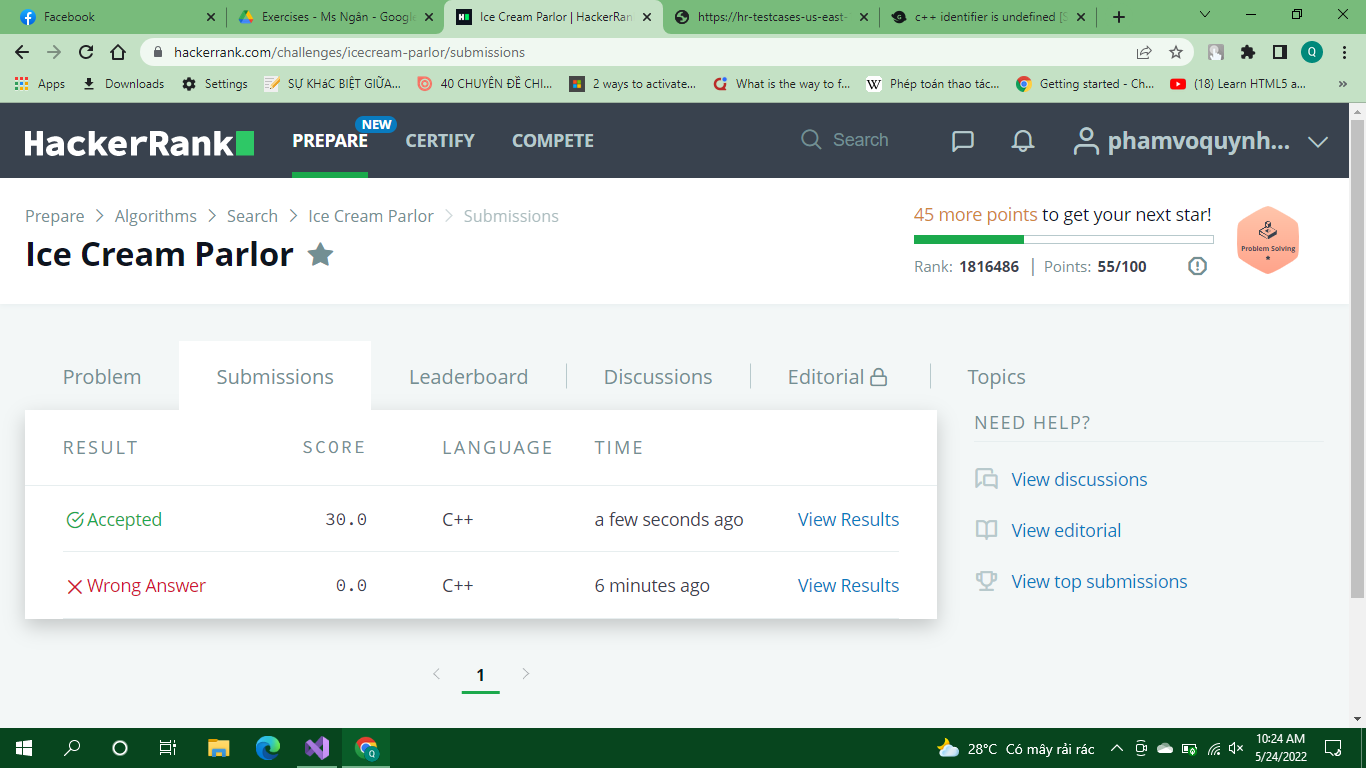 Facebook
Exercises - Ms Ngân - Google
Ice Cream Parlor | HackerRan
https://hr-testcases-us-east-
c++ identifier is undefined [S
hackerrank.com/challenges/icecream-parlor/submissions
Q
Apps
Downloads
Settings
SỰ KHáC BIỆT GIỮA...
40 CHUYÊN ĐỀ CHI...
2 ways to activate...
What is the way to f...
Phép toán thao tác...
Getting started - Ch...
(18) Learn HTML5 a...
»
HackerRank
PREPARE
NEW
CERTIFY
COMPETE
Search
phamvoquynh...
Prepare > Algorithms > Search > Ice Cream Parlor > Submissions
Ice Cream Parlor
45 more points to get your next star!
Rank: 1816486 | Points: 55/100
Problem Solving
Problem
Submissions
Leaderboard
Discussions
Editorial
Topics
RESULT SCORE LANGUAGE TIME
Accepted 30.0 C++ a few seconds ago View Results
Wrong Answer 0.0 C++ 6 minutes ago View Results
1
NEED HELP?
View discussions
View editorial
View top submissions
28°C Có mây rải rác
10:24 AM
5/24/2022